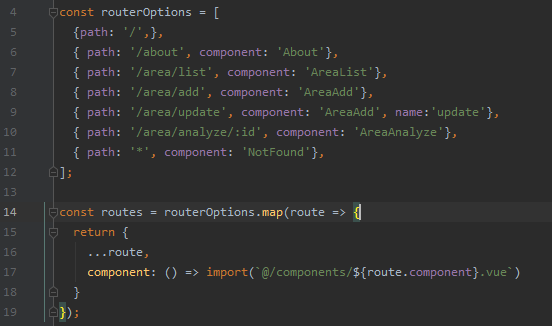 4 const routerOptions = [
5 {path: '/',},
6 { path: '/about', component: 'About'},
7 { path: '/area/list', component: 'AreaList'},
8 { path: '/area/add', component: 'AreaAdd'},
9 { path: '/area/update', component: 'AreaAdd', name:'update'},
10 { path: '/area/analyze/:id', component: 'AreaAnalyze'},
11 { path: '*', component: 'NotFound'},
12 ];
13
14 const routes = routerOptions.map(route => {
15 return {
16 ...route,
17 component: () => import(`@/components/${route.component}.vue`)
18 }
19 });